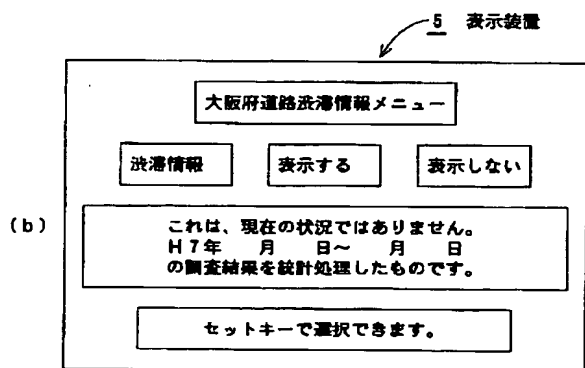 5 表示装置
大阪府道路渋滞情報メニュー
渋滞情報 表示する 表示しない
(b)
これは、現在の状況ではありません。
H7年 月 日~ 月 日
の調査結果を統計処理したものです。
セットキーで選択できます。